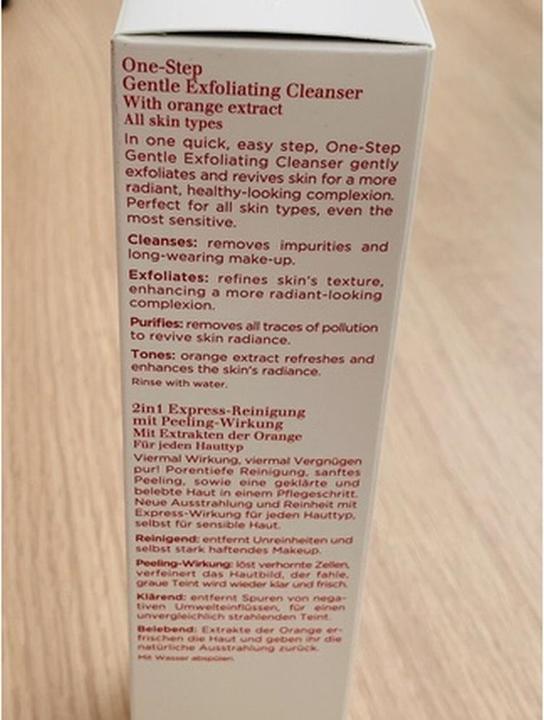 One-Step
Gentle Exfoliating Cleanser
With orange extract
All skin types
In one quick, easy step, One-Step
Gentle Exfoliating Cleanser gently
exfoliates and revives skin for a more
radiant, healthy-looking complexion.
Perfect for all skin types, even the
most sensitive.
Cleanses: removes impurities and
long-wearing make-up.
Exfoliates: refines skin's texture,
enhancing a more radiant-looking
complexion.
Purifies: removes all traces of pollution
to revive skin radiance.
Tones: orange extract refreshes and
enhances the skin's radiance.
Rinse with water.
2in1 Express-Reinigung
mit Peeling-Wirkung
Mit Extrakten der Orange
Für jeden Hauttyp
Viermal Wirkung, viermal Vergnügen
pur! Porentiefe Reinigung, sanftes
Peeling, sowie eine geklärte und
belebte Haut in einem Pflegeschritt.
Neue Ausstrahlung und Reinheit mit
Express-Wirkung für jeden Hauttyp,
selbst für sensible Haut.
Reinigend: entfernt Unreinheiten und
selbst stark haftendes Makeup.
Peeling-Wirkung: löst verhornte Zellen,
verfeinert das Hautbild, der fahle,
graue Teint wird wieder klar und frisch.
Klärend: entfernt Spuren von nega-
tiven Umwelteinflüssen, für einen
unvergleichlich strahlenden Teint.
Belebend: Extrakte der Orange er-
frischen die Haut und geben ihr die
natürliche Ausstrahlung zurück.
Mit Wasser abspülen.